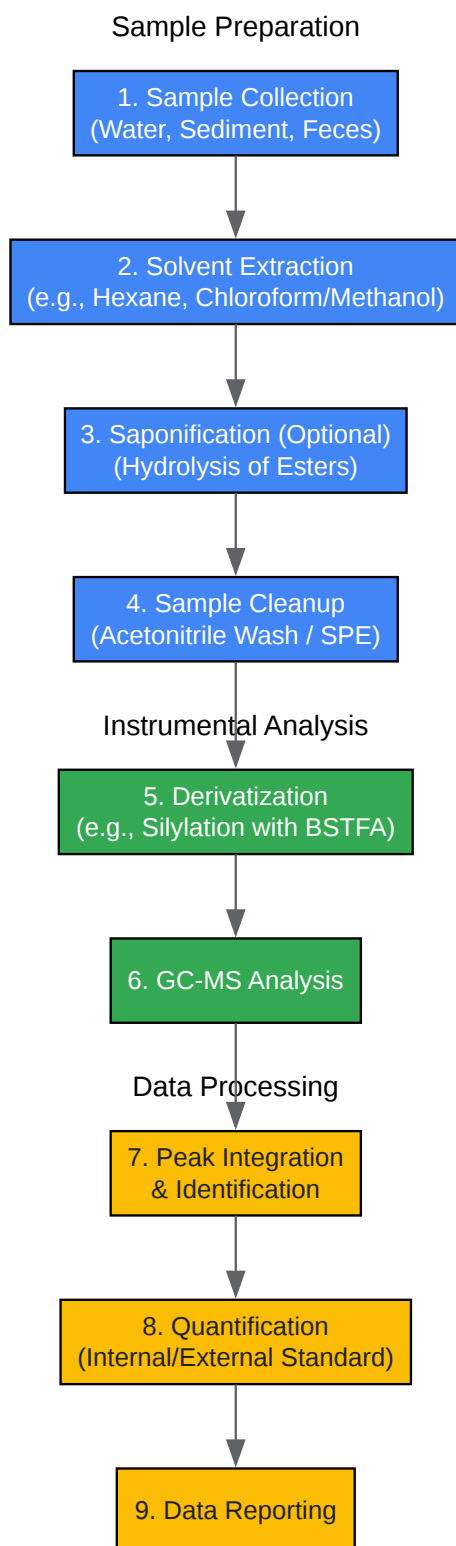 Sample Preparation
1. Sample Collection
(Water, Sediment, Feces)
2. Solvent Extraction
(e.g., Hexane, Chloroform/Methanol)
3. Saponification (Optional)
(Hydrolysis of Esters)
4. Sample Cleanup
(Acetonitrile Wash / SPE)
Instrumental Analysis
5. Derivatization
(e.g., Silylation with BSTFA)
6. GC-MS Analysis
Data Processing
7. Peak Integration
& Identification
8. Quantification
(Internal/External Standard)
9. Data Reporting